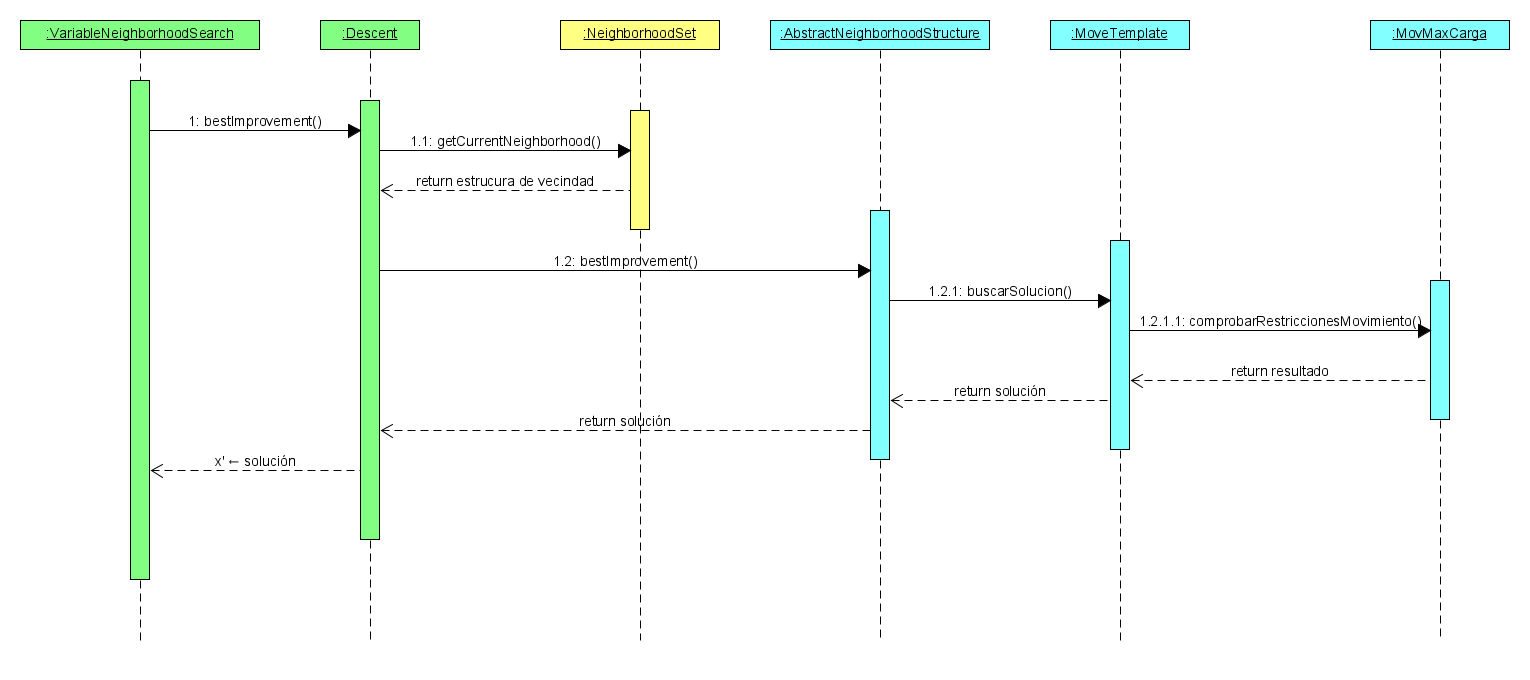 :VariableNeighborhoodSearch
:Descent
:NeighborhoodSet
:AbstractNeighborhoodStructure
:MoveTemplate
:MovMaxCarga
1: bestImprovement()
1.1: getCurrentNeighborhood()
return estrucura de vecindad
1.2: bestImprovement()
1.2.1: buscarSolucion()
1.2.1.1: comprobarRestriccionesMovimiento()
return resultado
return solución
return solución
x' ← solución